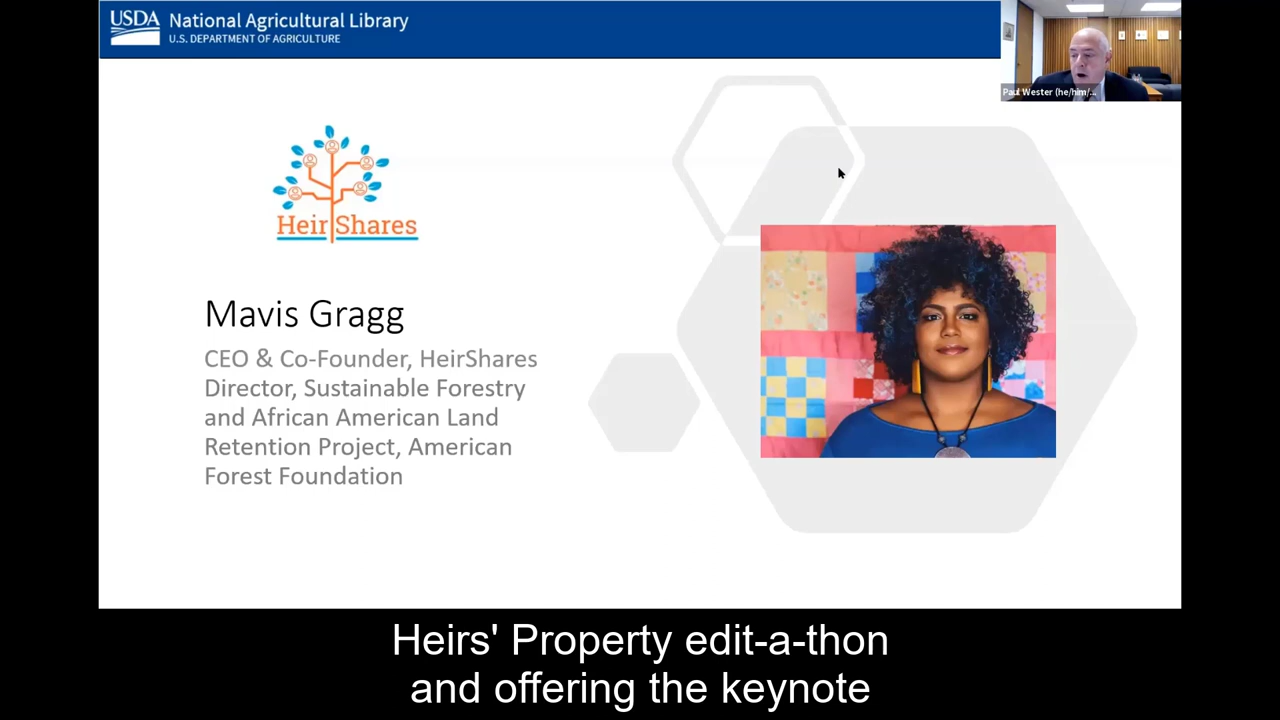 USDA
National Agricultural Library
U.S. DEPARTMENT OF AGRICULTURE
Paul Wester (he/him/...
HeirShares
Mavis Gragg
CEO & Co-Founder, HeirShares
Director, Sustainable Forestry
and African American Land
Retention Project, American
Forest Foundation
Heirs' Property edit-a-thon
and offering the keynote